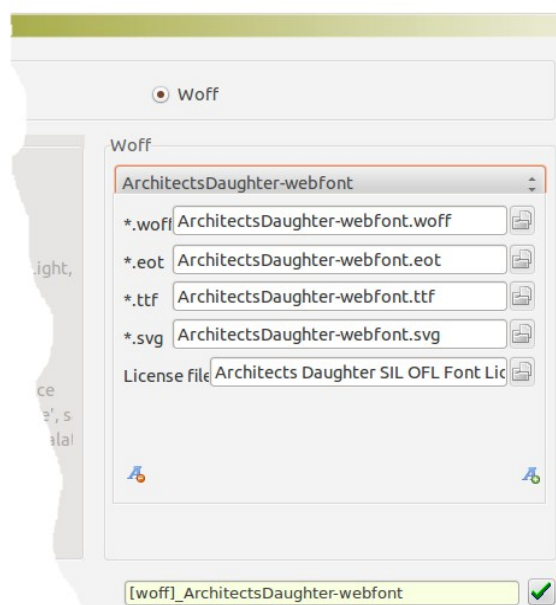 Woff
Woff
ArchitectsDaughter-webfont
*.woff ArchitectsDaughter-webfont.woff
*.eot ArchitectsDaughter-webfont.eot
*.ttf ArchitectsDaughter-webfont.ttf
*.svg ArchitectsDaughter-webfont.svg
License file Architects Daughter SIL OFL Font Lic
[woff]_ArchitectsDaughter-webfont